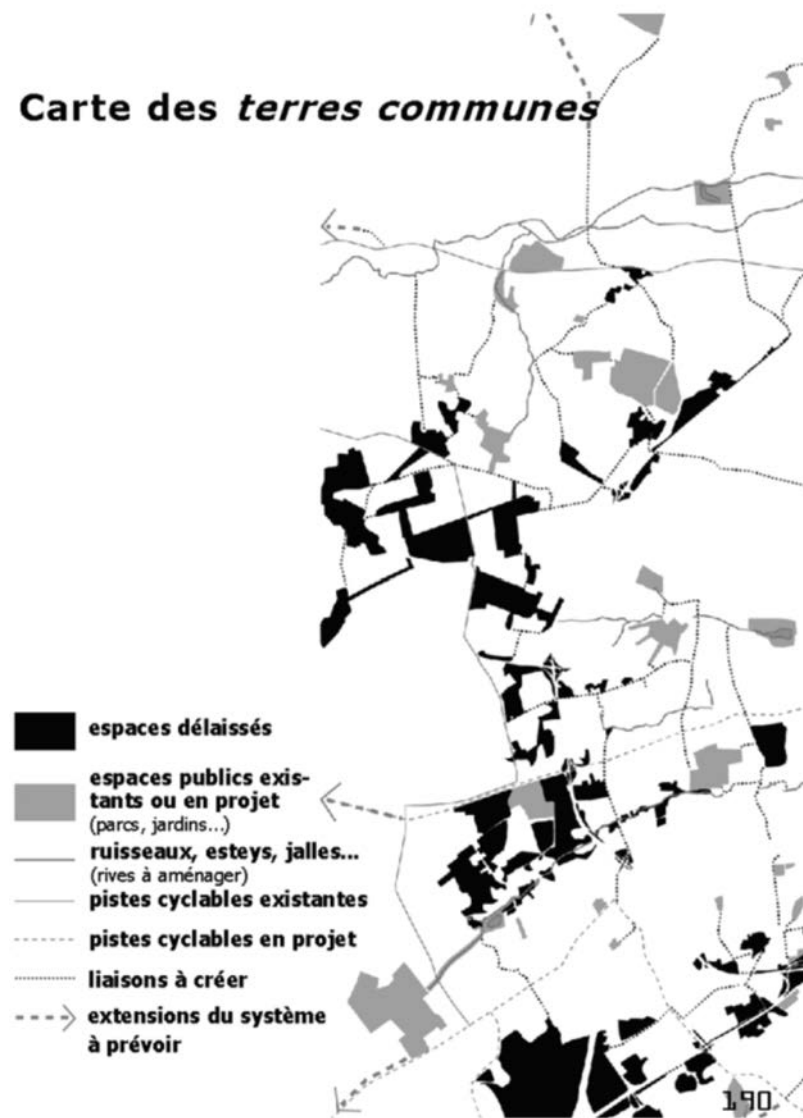 Carte des terres communes
espaces délaissés
espaces publics exis-
tants ou en projet
(parcs, jardins...)
ruisseaux, esteys, jalles...
(rives à aménager)
pistes cyclables existantes
pistes cyclables en projet
liaisons à créer
extensions du système
à prévoir
190